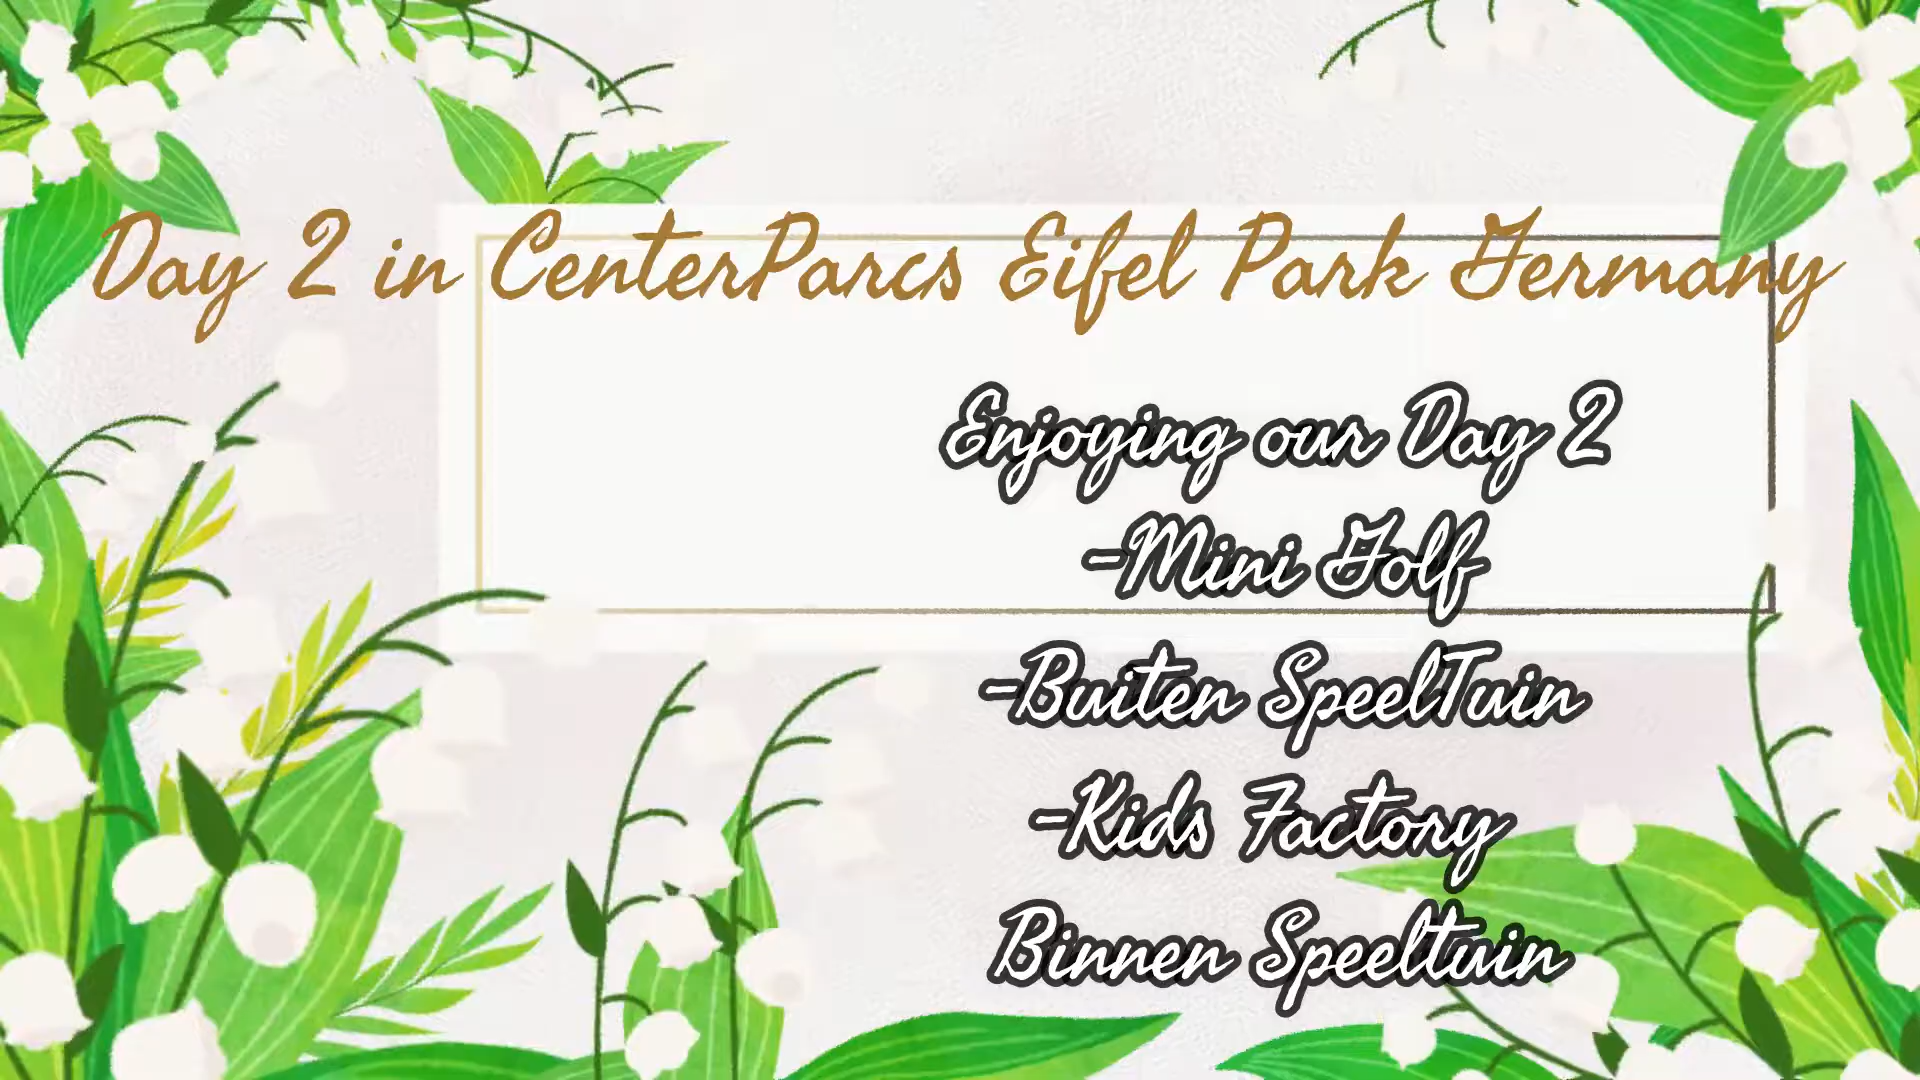 Day 2 in CenterParcs Eifel Park Germany
Enjoying our Day 2
-Mini Golf
-Buiten SpeelTuin
-Kids Factory
Binnen Speeltuin